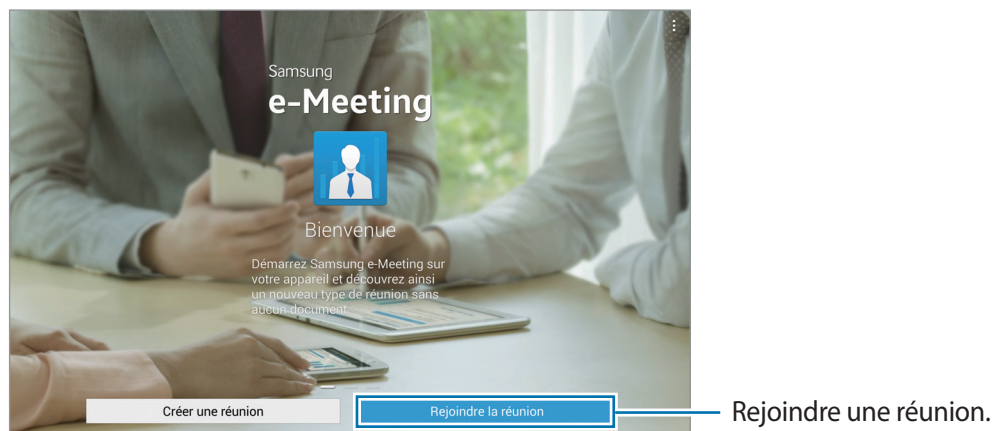 Samsung
e-Meeting
Bienvenue
Démarrez Samsung e-Meeting sur
votre appareil et découvrez ainsi
un nouveau type de réunion sans
aucun document
Créer une réunion
Rejoindre la réunion
Rejoindre une réunion.